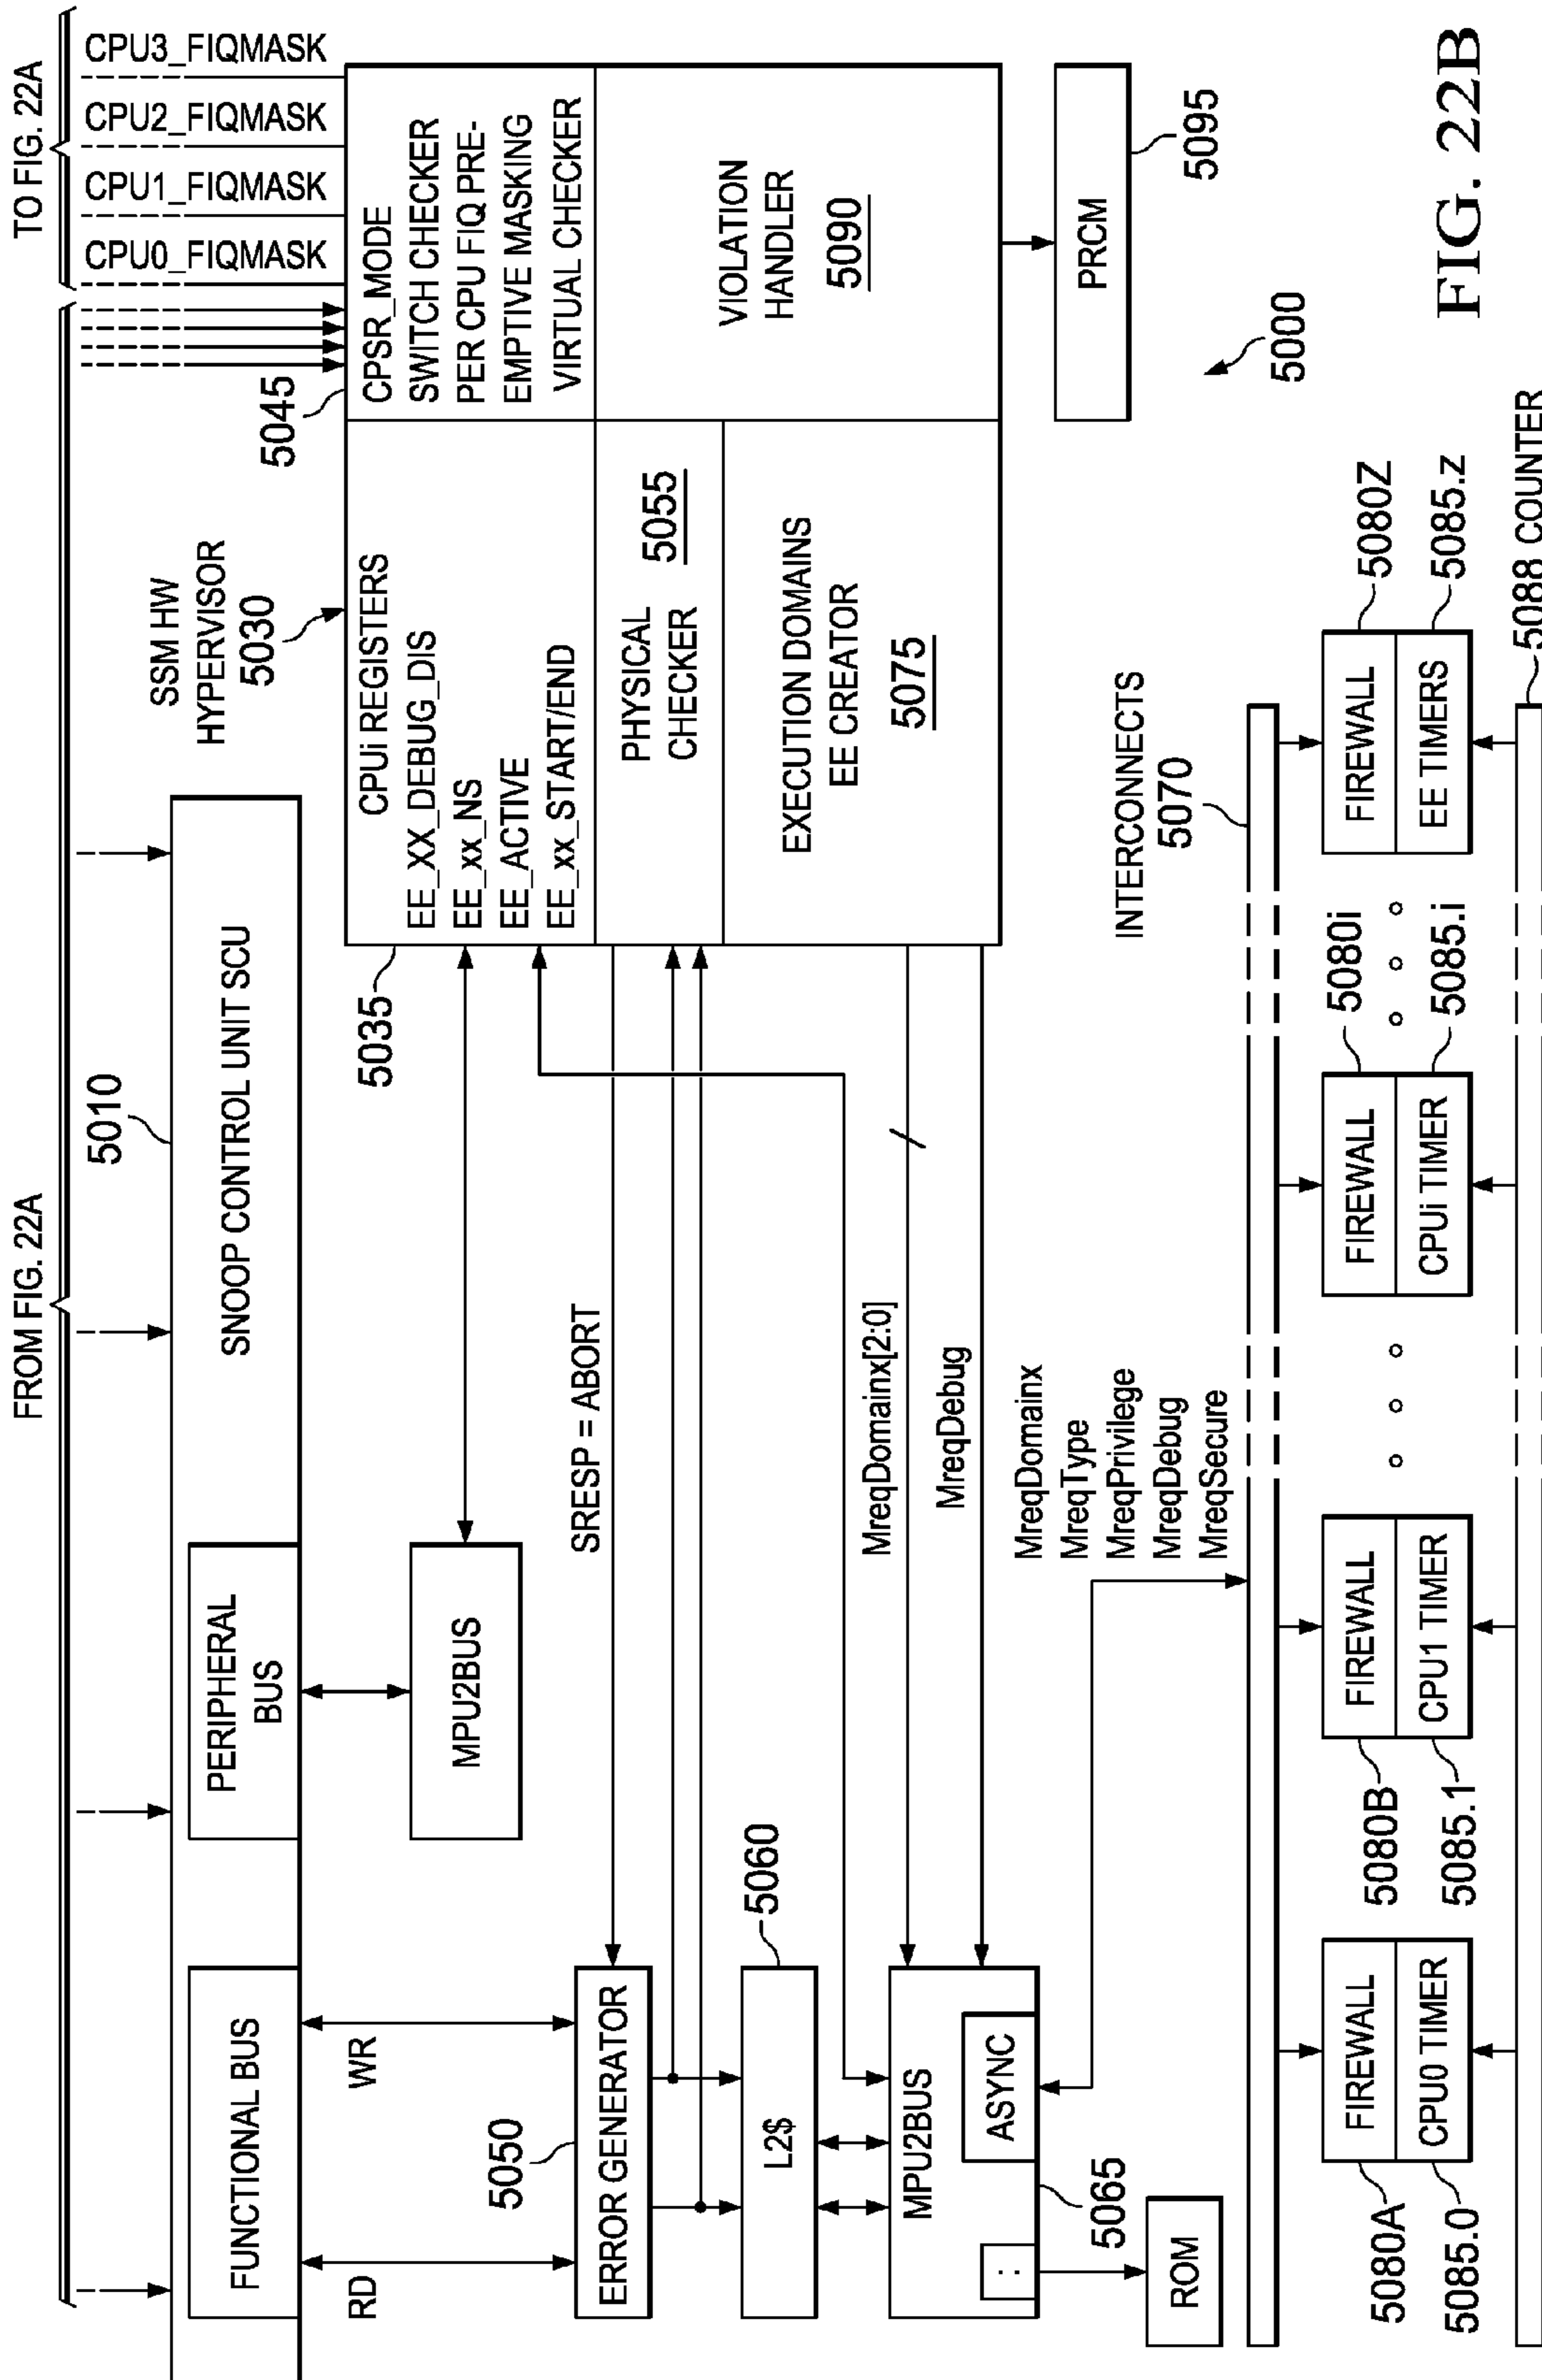 FROM FIG. 22A
TO FIG. 22A
5010
SNOOP CONTROL UNIT SCU
FUNCTIONAL BUS
PERIPHERAL
BUS
SSM HW
HYPERVISOR
5030
5045
CPU0_FIQMASK
CPU1_FIQMASK
CPU2_FIQMASK
CPU3_FIQMASK
RD
WR
MPU2BUS
5035
CPUi REGISTERS
EE_XX_DEBUG_DIS
EE_xx_NS
EE_ACTIVE
EE_xx_START/END
CPSR_MODE
SWITCH CHECKER
PER CPU FIQ PRE-
EMPTIVE MASKING
VIRTUAL CHECKER
5050
ERROR GENERATOR
SRESP = ABORT
PHYSICAL
CHECKER
5055
VIOLATION
HANDLER
5090
L2$
5060
EXECUTION DOMAINS
EE CREATOR
5075
MPU2BUS
ASYNC
:
5065
MreqDomainx[2:0]
MreqDebug
PRCM
5095
ROM
MreqDomainx
MreqType
MreqPrivilege
MreqDebug
MreqSecure
INTERCONNECTS
5070
5000
5080A
FIREWALL
CPU0 TIMER
5085.0
5080B
FIREWALL
CPU1 TIMER
5085.1
5080i
FIREWALL
CPUi TIMER
5085.i
5080Z
FIREWALL
EE TIMERS
5085.z
5088 COUNTER
FIG. 22B